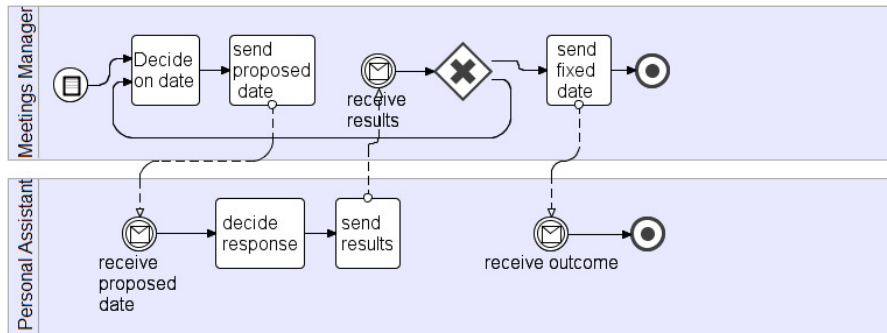 Meetings Manager
Decide
on date
send
proposed
date
receive
results
send
fixed
date
Personal Assistant
receive
proposed
date
decide
response
send
results
receive outcome